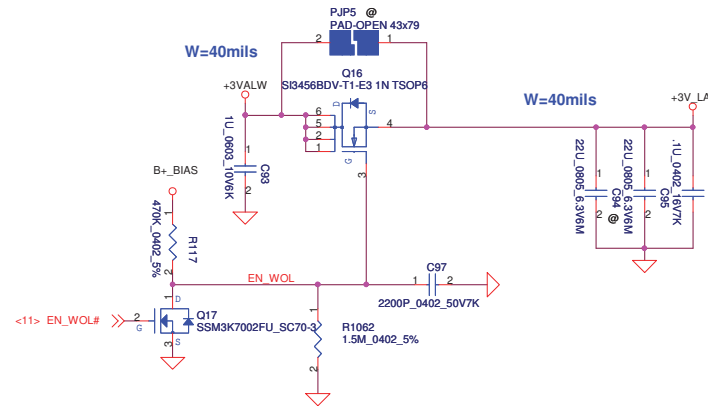 PJP5 @
PAD-OPEN 43x79
2
1
W=40mils
Q16
SI3456BDV-T1-E3 1N TSOP6
+3VALW
W=40mils
+3V_LA
D
S
6
5
2
1
4
G
3
1U_0603_10V6K
1
2
C93
22U_0805_6.3V6M
1
2
C94
@
22U_0805_6.3V6M
1
2
C95
.1U_0402_16V7K
1
2
B+_BIAS
470K_0402_5%
1
2
R117
EN_WOL
C97
1
2
2200P_0402_50V7K
<11> EN_WOL#
2
G
1
D
3
S
Q17
SSM3K7002FU_SC70-3
1
2
R1062
1.5M_0402_5%